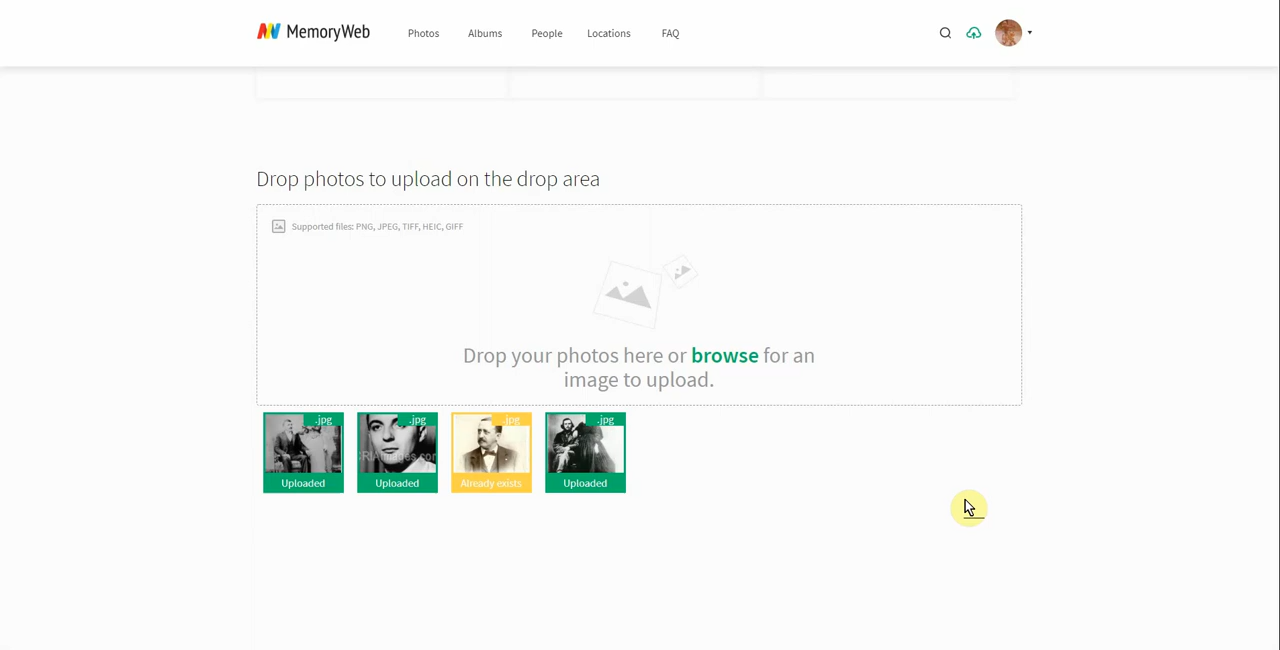 MemoryWeb Photos Albums People Locations FAQ
Drop photos to upload on the drop area
Supported files: PNG, JPEG, TIFF, HEIC, GIFF
Drop your photos here or browse for an
image to upload.
.jpg .jpg .jpg .jpg
Uploaded Uploaded Already exists Uploaded